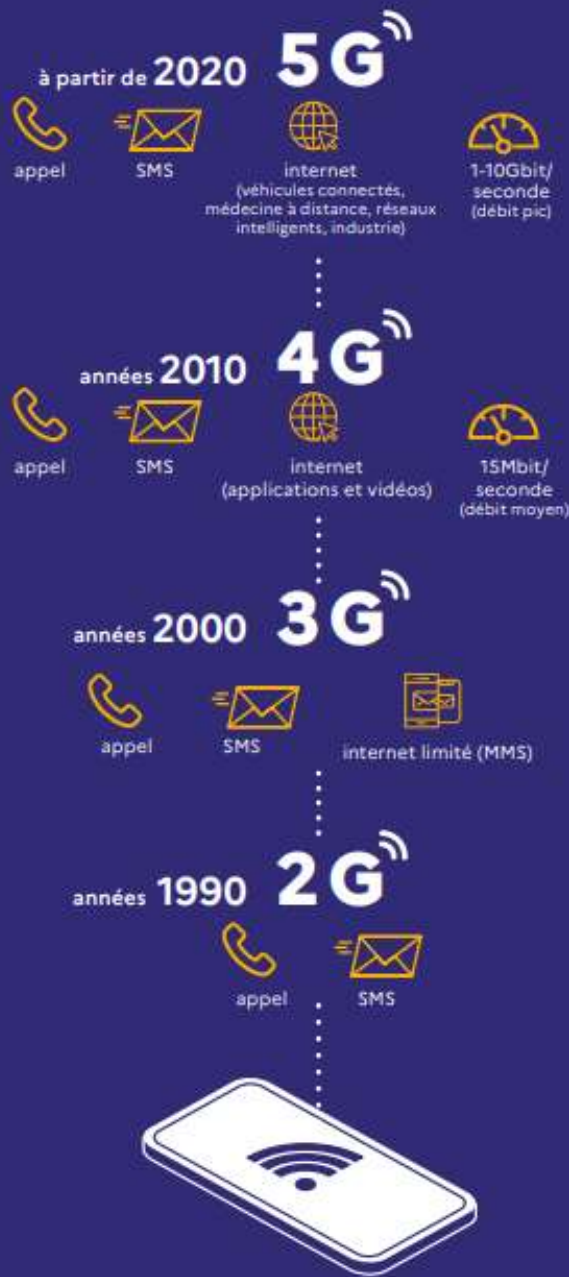 à partir de 2020 5G
appel
SMS
internet
(véhicules connectés,
médecine à distance, réseaux
intelligents, industrie)
1-10Gbit/
seconde
(débit pic)
années 2010 4G
appel
SMS
internet
(applications et vidéos)
15Mbit/
seconde
(débit moyen)
années 2000 3G
appel
SMS
internet limité (MMS)
années 1990 2G
appel
SMS